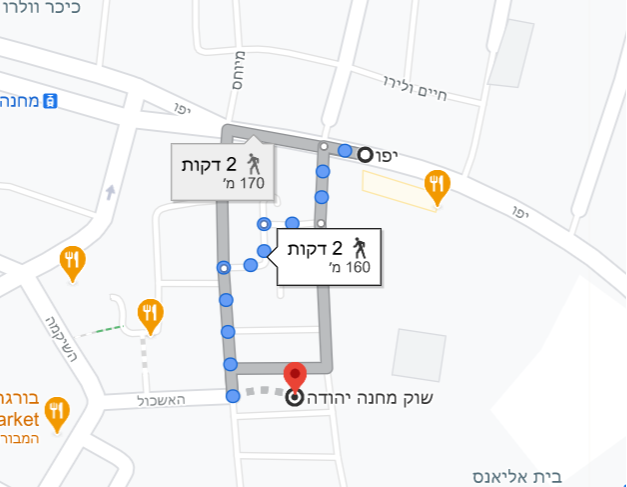 כיכר וולרו
מיוחס
חיים ולירו
מחנה
יפו
יפו
2 דקות
170 מ'
יפו
2 דקות
160 מ'
השיקמה
האשכול
שוק מחנה יהודה
בורגר
arket
המבור
בית אליאנס